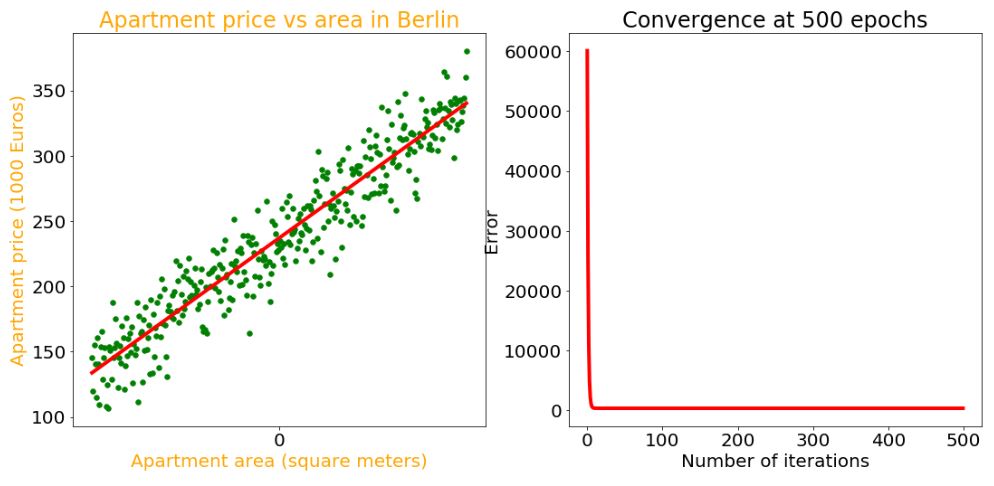 Apartment price vs area in Berlin
Apartment price (1000 Euros)
350
300
250
200
150
100
0
Apartment area (square meters)
Convergence at 500 epochs
Error
60000
50000
40000
30000
20000
10000
0
0 100 200 300 400 500
Number of iterations